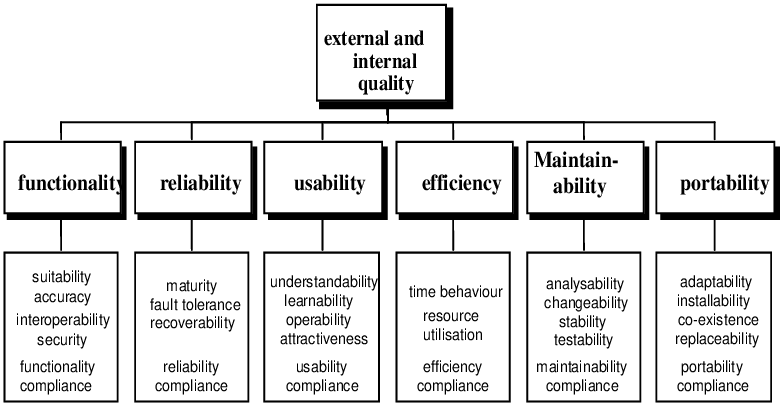 external and
internal
quality
functionality
reliability
usability
efficiency
Maintain-
ability
portability
suitability
accuracy
interoperability
security
functionality
compliance
maturity
fault tolerance
recoverability
reliability
compliance
understandability
learnability
operability
attractiveness
usability
compliance
time behaviour
resource
utilisation
efficiency
compliance
analysability
changeability
stability
testability
maintainability
compliance
adaptability
installability
co-existence
replaceability
portability
compliance